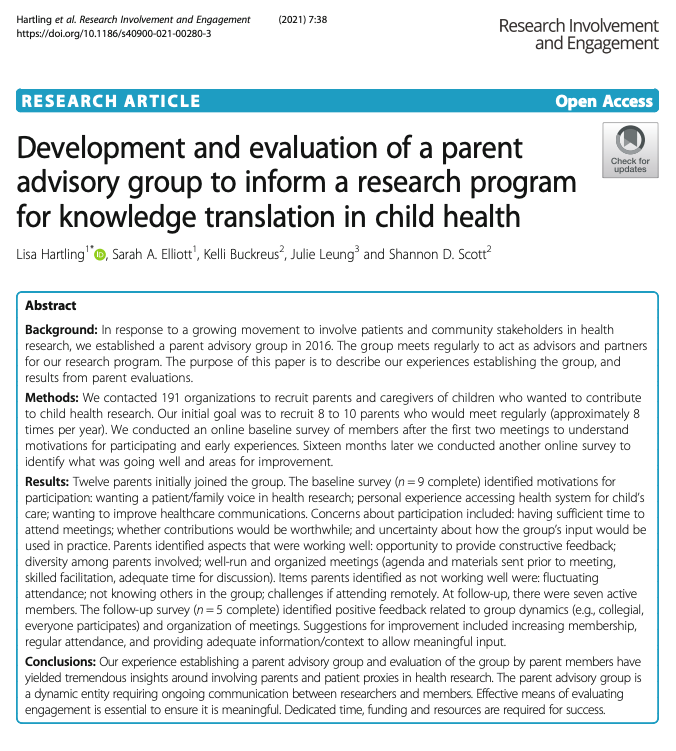 Hartling et al. Research Involvement and Engagement (2021) 7:38
https://doi.org/10.1186/s40900-021-00280-3
Research Involvement
and Engagement
RESEARCH ARTICLE Open Access
Development and evaluation of a parent
advisory group to inform a research program
for knowledge translation in child health
Check for
updates
Lisa Hartling1* iD, Sarah A. Elliott1, Kelli Buckreus2, Julie Leung3 and Shannon D. Scott2
Abstract
Background: In response to a growing movement to involve patients and community stakeholders in health
research, we established a parent advisory group in 2016. The group meets regularly to act as advisors and partners
for our research program. The purpose of this paper is to describe our experiences establishing the group, and
results from parent evaluations.
Methods: We contacted 191 organizations to recruit parents and caregivers of children who wanted to contribute
to child health research. Our initial goal was to recruit 8 to 10 parents who would meet regularly (approximately 8
times per year). We conducted an online baseline survey of members after the first two meetings to understand
motivations for participating and early experiences. Sixteen months later we conducted another online survey to
identify what was going well and areas for improvement.
Results: Twelve parents initially joined the group. The baseline survey (n = 9 complete) identified motivations for
participation: wanting a patient/family voice in health research; personal experience accessing health system for child's
care; wanting to improve healthcare communications. Concerns about participation included: having sufficient time to
attend meetings; whether contributions would be worthwhile; and uncertainty about how the group's input would be
used in practice. Parents identified aspects that were working well: opportunity to provide constructive feedback;
diversity among parents involved; well-run and organized meetings (agenda and materials sent prior to meeting,
skilled facilitation, adequate time for discussion). Items parents identified as not working well were: fluctuating
attendance; not knowing others in the group; challenges if attending remotely. At follow-up, there were seven active
members. The follow-up survey (n = 5 complete) identified positive feedback related to group dynamics (e.g., collegial,
everyone participates) and organization of meetings. Suggestions for improvement included increasing membership,
regular attendance, and providing adequate information/context to allow meaningful input.
Conclusions: Our experience establishing a parent advisory group and evaluation of the group by parent members have
yielded tremendous insights around involving parents and patient proxies in health research. The parent advisory group is
a dynamic entity requiring ongoing communication between researchers and members. Effective means of evaluating
engagement is essential to ensure it is meaningful. Dedicated time, funding and resources are required for success.